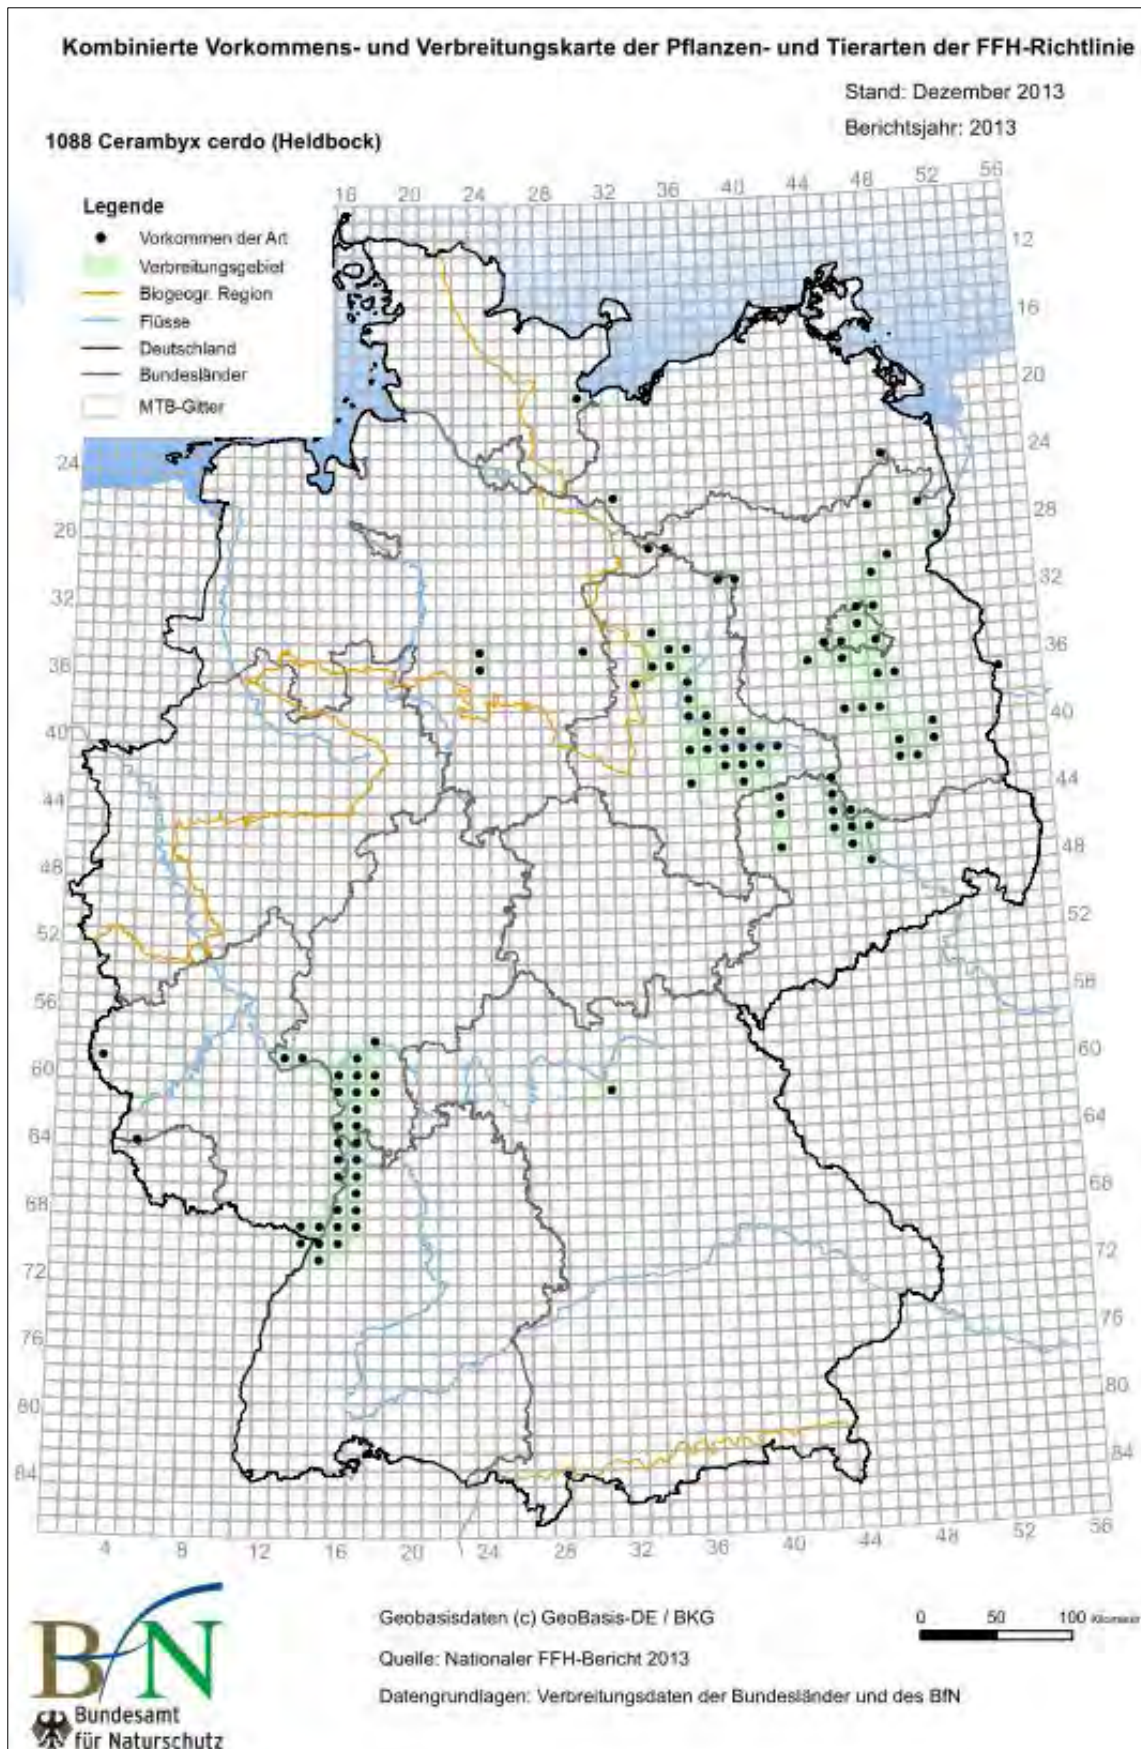 Kombinierte Vorkommens- und Verbreitungskarte der Pflanzen- und Tierarten der FFH-Richtlinie
Stand: Dezember 2013
Berichtsjahr: 2013
1088 Cerambyx cerdo (Heldbock)
Legende
Vorkommen der Art
Verbreitungsgebiet
Biogeogr. Region
Flüsse
Deutschland
Bundesländer
MTB-Gitter
16 20 24 28 32 36 40 44 48 52 56
12
16
20
24
28
32
36
40
44
48
52
56
60
64
68
72
76
80
84
24
28
32
36
40
44
48
52
56
60
64
68
72
76
80
84
4 8 12 16 20 24 28 32 36 40 44 48 52 56
BfN
Bundesamt
für Naturschutz
Geobasisdaten (c) GeoBasis-DE / BKG
Quelle: Nationaler FFH-Bericht 2013
Datengrundlagen: Verbreitungsdaten der Bundesländer und des BfN
0 50 100 Kilometer